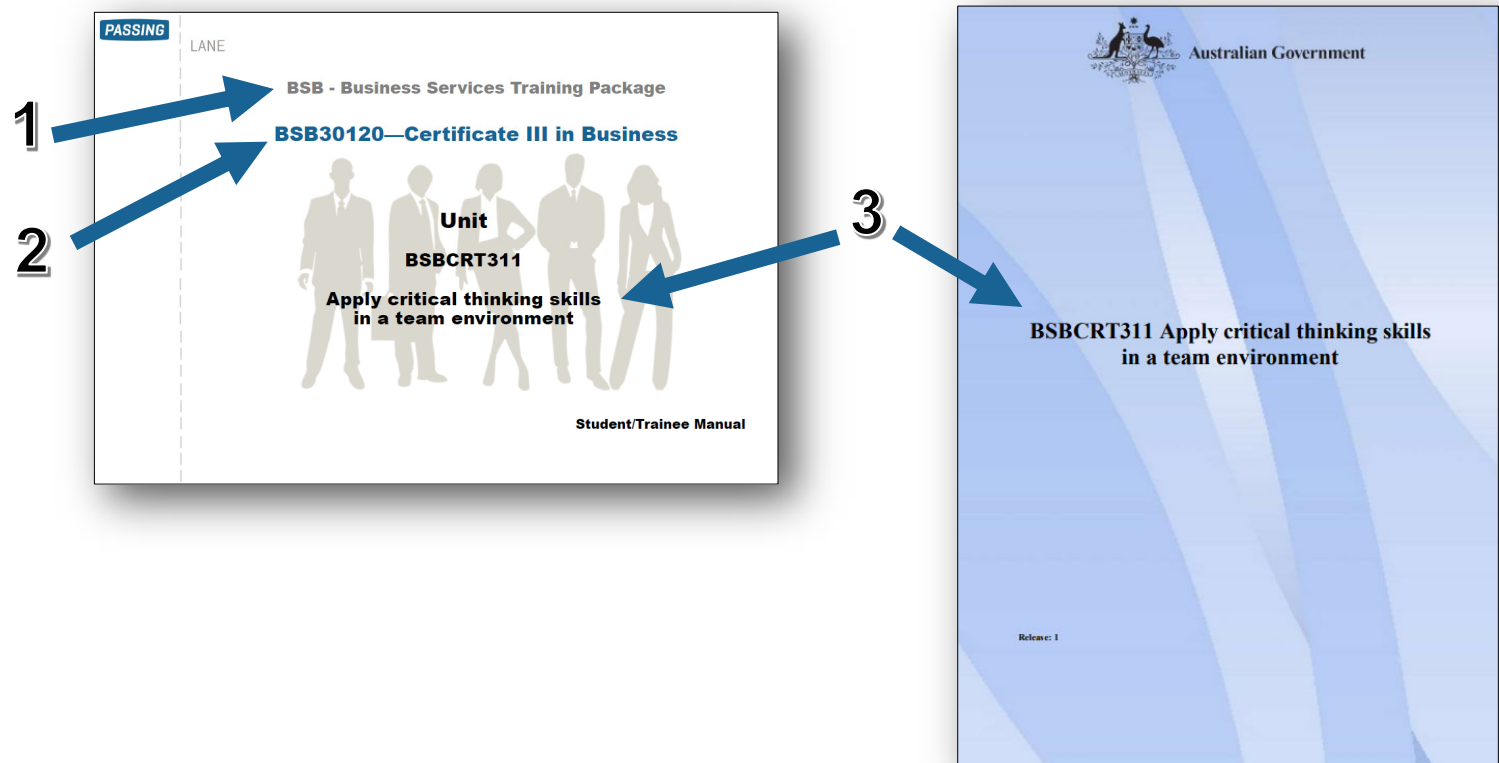 PASSING
LANE
BSB - Business Services Training Package
BSB30120—Certificate III in Business
Unit
BSBCRT311
Apply critical thinking skills
in a team environment
Student/Trainee Manual
1
2
3
Australian Government
BSBCRT311 Apply critical thinking skills
in a team environment
Release: 1